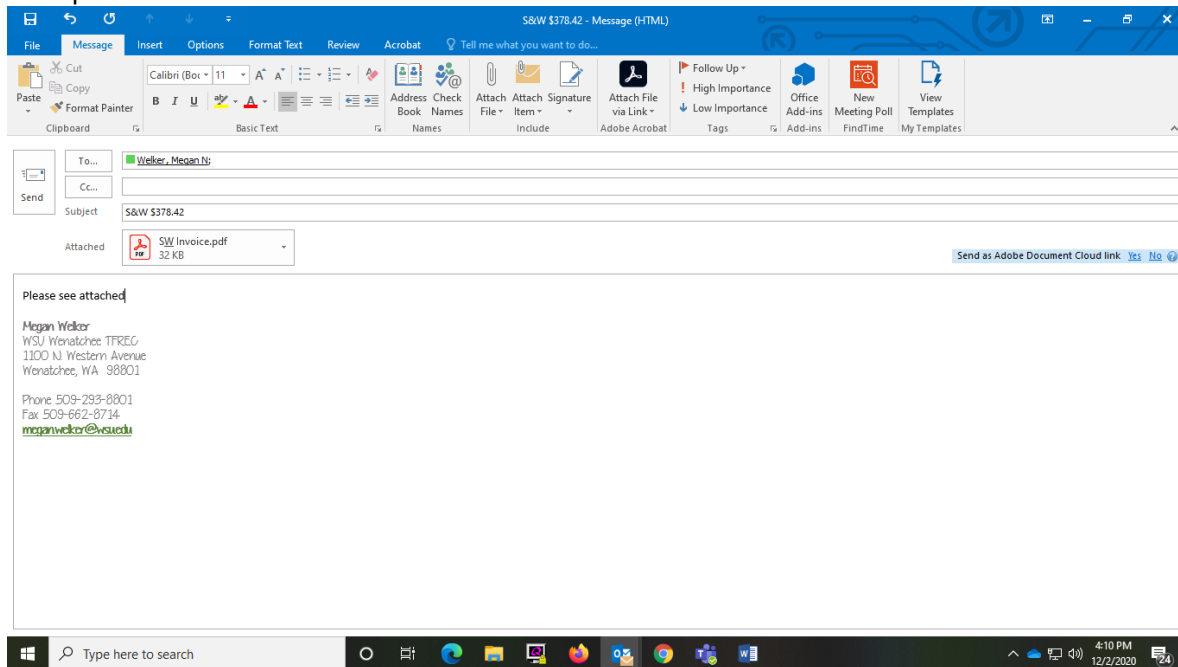 S&W $378.42 - Message (HTML)
File Message Insert Options Format Text Review Acrobat Tell me what you want to do...
Paste
Cut
Copy
Format Painter
Clipboard
Calibri (Boc 11
B I U
Basic Text
Address Book
Check Names
Names
Attach File
Attach Item
Signature
Include
Attach File via Link
Adobe Acrobat
Follow Up
High Importance
Low Importance
Tags
Office Add-ins
Add-ins
New Meeting Poll
FindTime
View Templates
My Templates
Send
To... Welker, Megan N;
Cc...
Subject S&W $378.42
Attached SW Invoice.pdf
32 KB
Send as Adobe Document Cloud link Yes No
Please see attached
Megan Welker
WSU Wenatchee TFREC
1100 N. Western Avenue
Wenatchee, WA 98801
Phone 509-293-8801
Fax 509-662-8714
megan.welker@wsu.edu
Type here to search
4:10 PM
12/2/2020
24